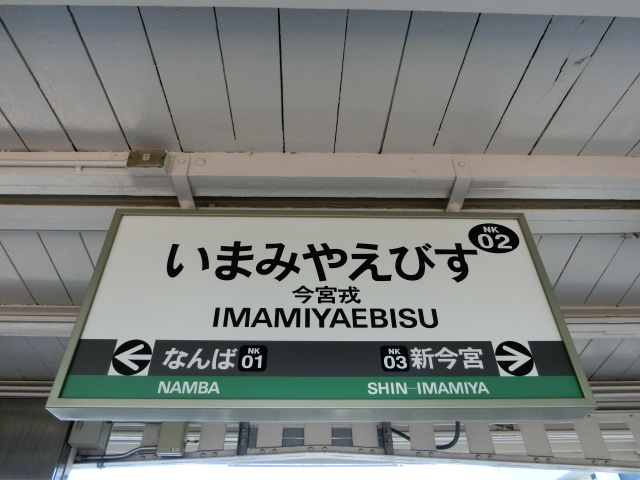 NK
02
いまみやえびす
今宮戎
IMAMIYAEBISU
なんば NK 01 NK 03 新今宮
NAMBA SHIN-IMAMIYA